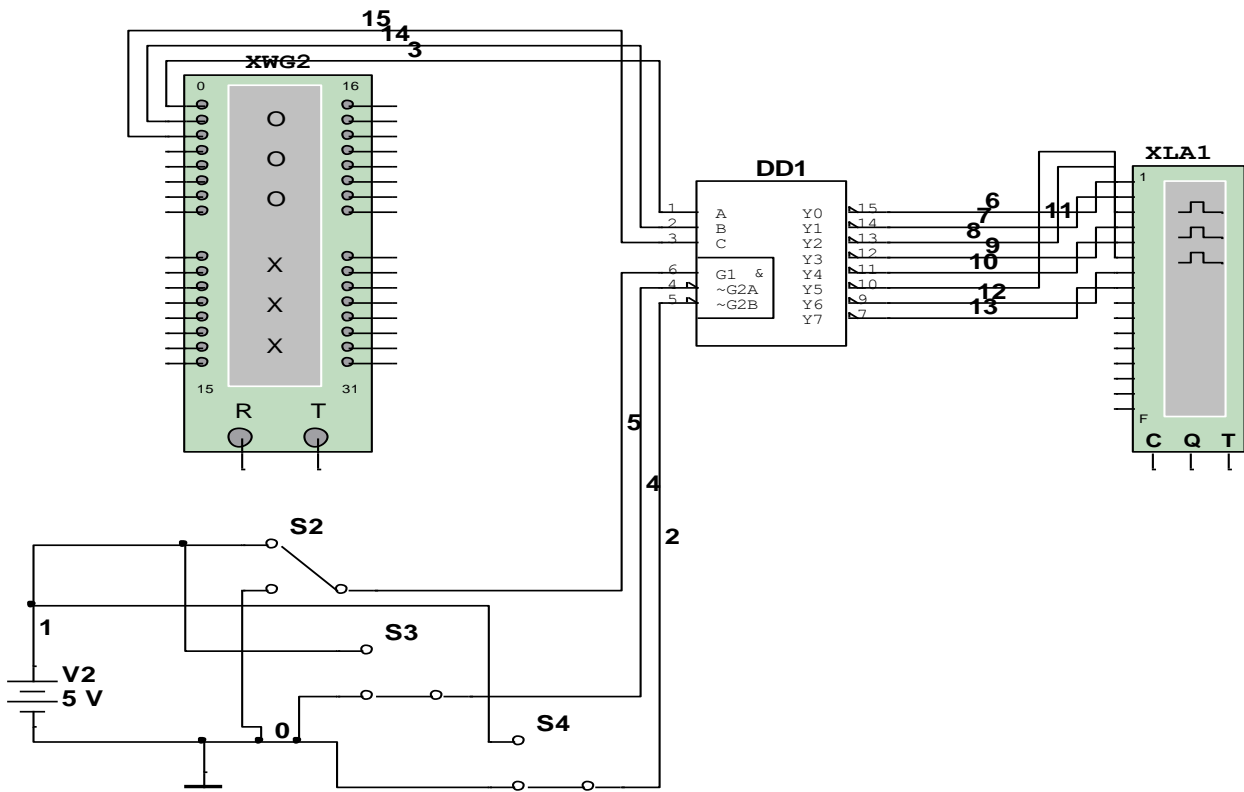 15
14
3
XWG2
0 16
O
O
O
X
X
X
15 31
R T
DD1
1 A Y0 15
2 B Y1 14
3 C Y2 13
Y3 12
6 G1 & Y4 11
4 ~G2A Y5 10
5 ~G2B Y6 9
Y7 7
6
7
8
11
9
10
12
13
XLA1
1
F
C Q T
5
4
2
S2
1
S3
V2
5 V
0
S4